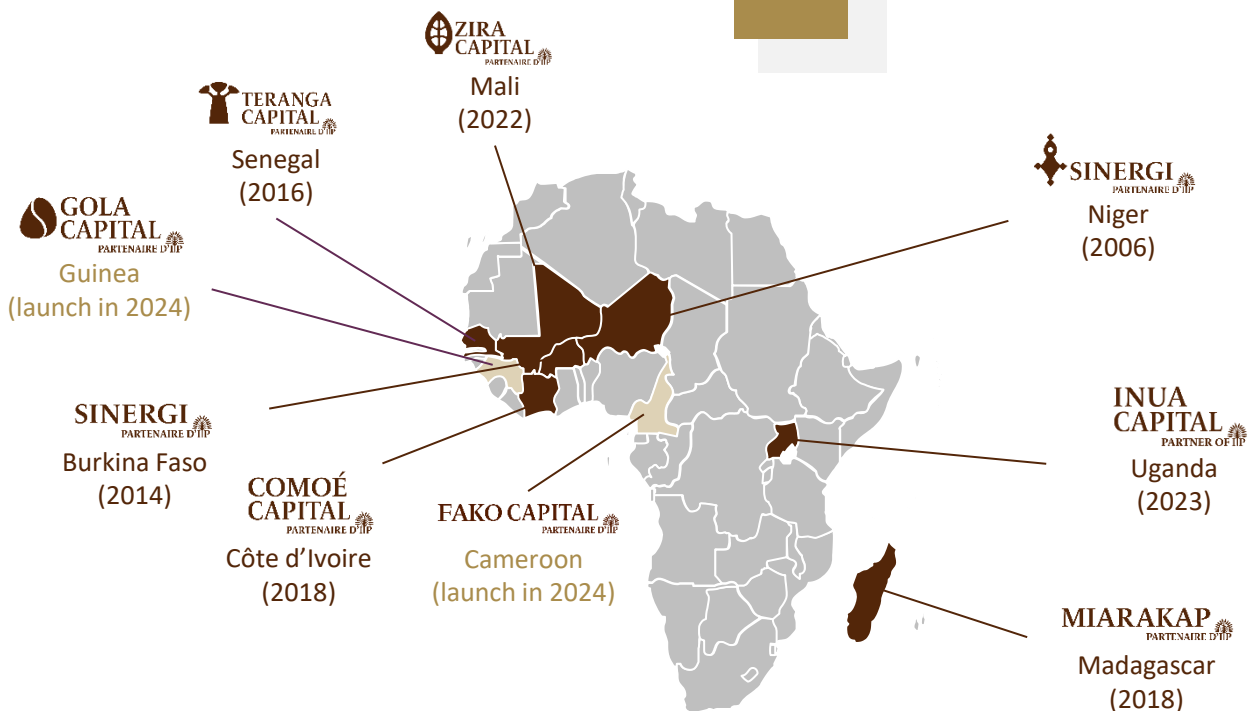 ZIRA
CAPITAL
PARTENAIRE D'I&P
Mali
(2022)
TERANGA
CAPITAL
PARTENAIRE D'I&P
Senegal
(2016)
SINERGI
PARTENAIRE D'I&P
Niger
(2006)
GOLA
CAPITAL
PARTENAIRE D'I&P
Guinea
(launch in 2024)
SINERGI
PARTENAIRE D'I&P
Burkina Faso
(2014)
COMOÉ
CAPITAL
PARTENAIRE D'I&P
Côte d’Ivoire
(2018)
FAKO CAPITAL
PARTENAIRE D'I&P
Cameroon
(launch in 2024)
INUA
CAPITAL
PARTNER OF I&P
Uganda
(2023)
MIARAKAP
PARTENAIRE D'I&P
Madagascar
(2018)